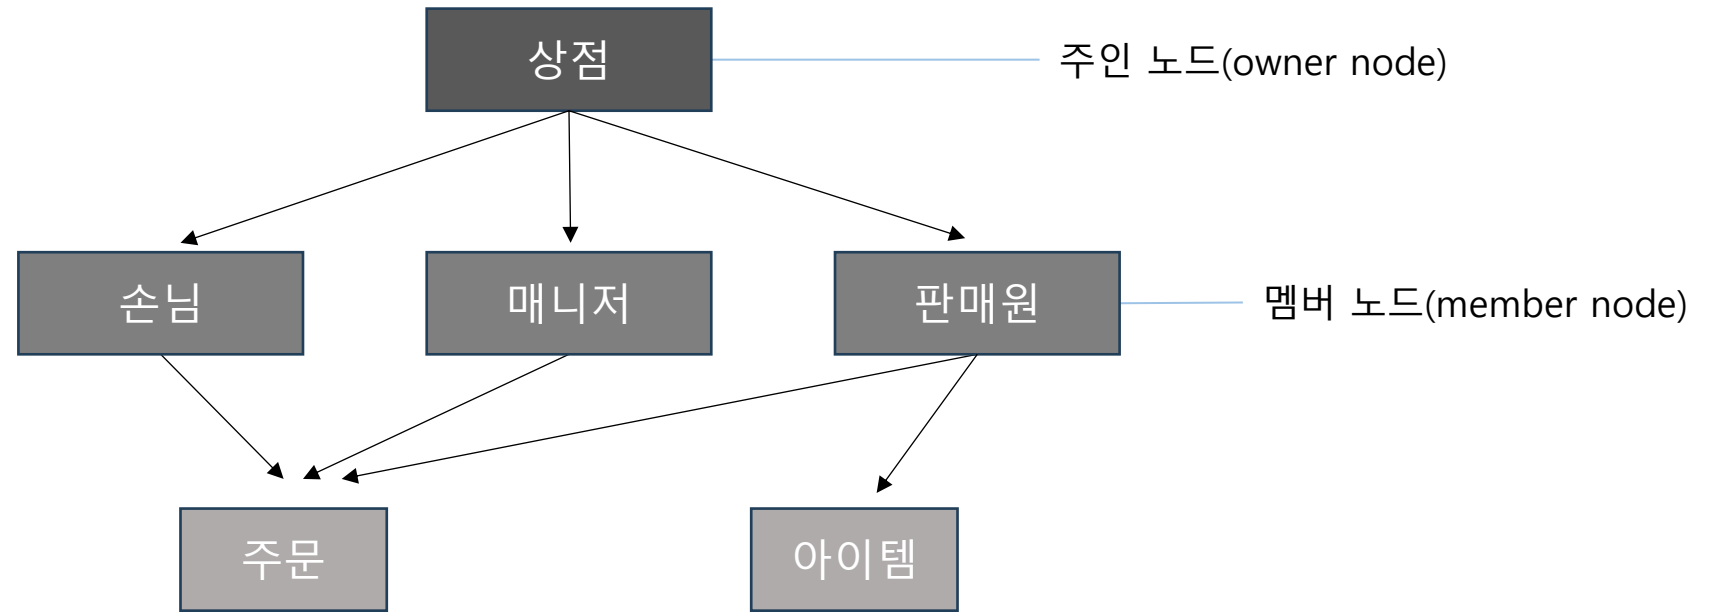 상점
주인 노드(owner node)
손님
매니저
판매원
멤버 노드(member node)
주문
아이템